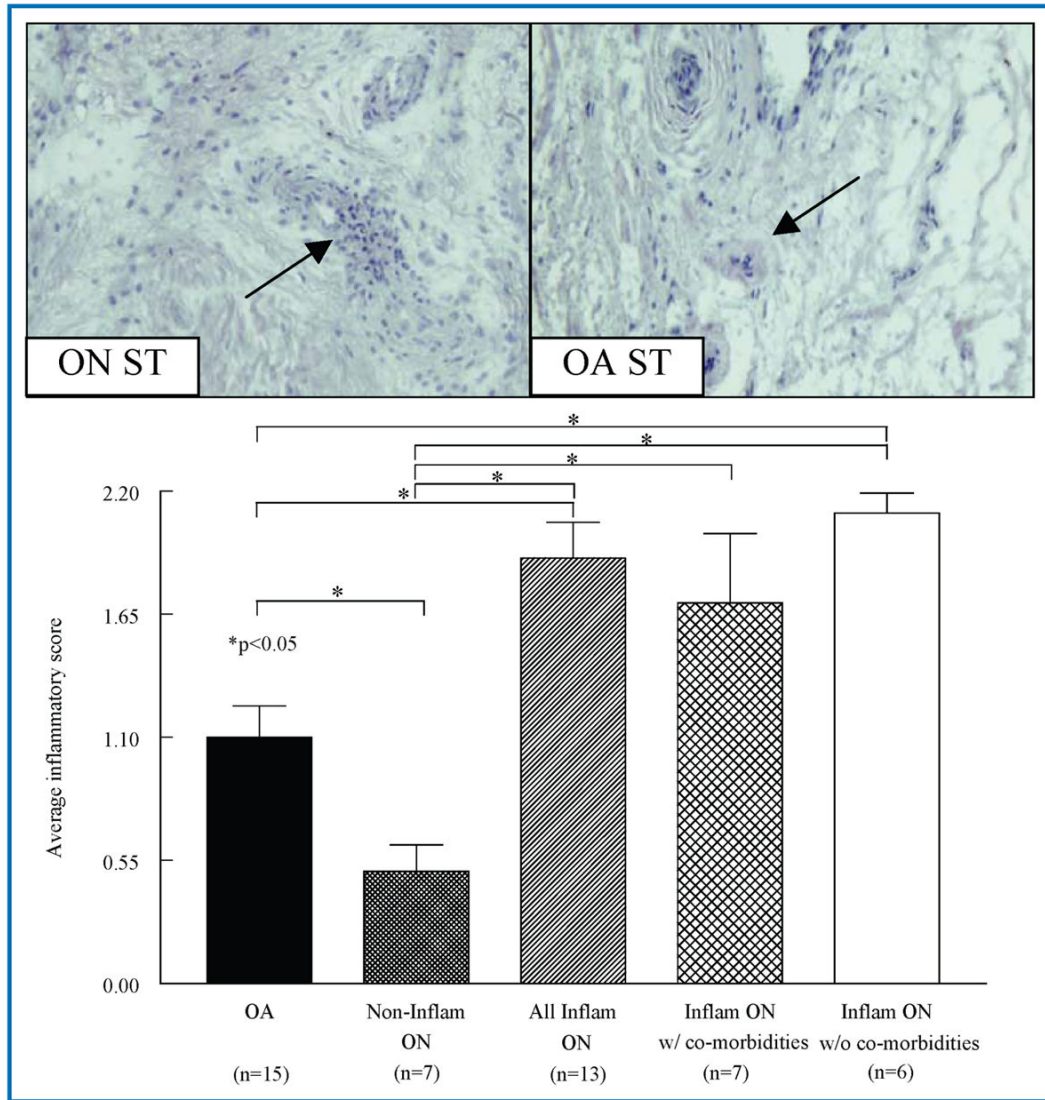 ON ST
OA ST
*
*
*
*
*
*
*p<0.05
Average inflammatory score
2.20
1.65
1.10
0.55
0.00
OA
(n=15)
Non-Inflam
ON
(n=7)
All Inflam
ON
(n=13)
Inflam ON
w/ co-morbidities
(n=7)
Inflam ON
w/o co-morbidities
(n=6)